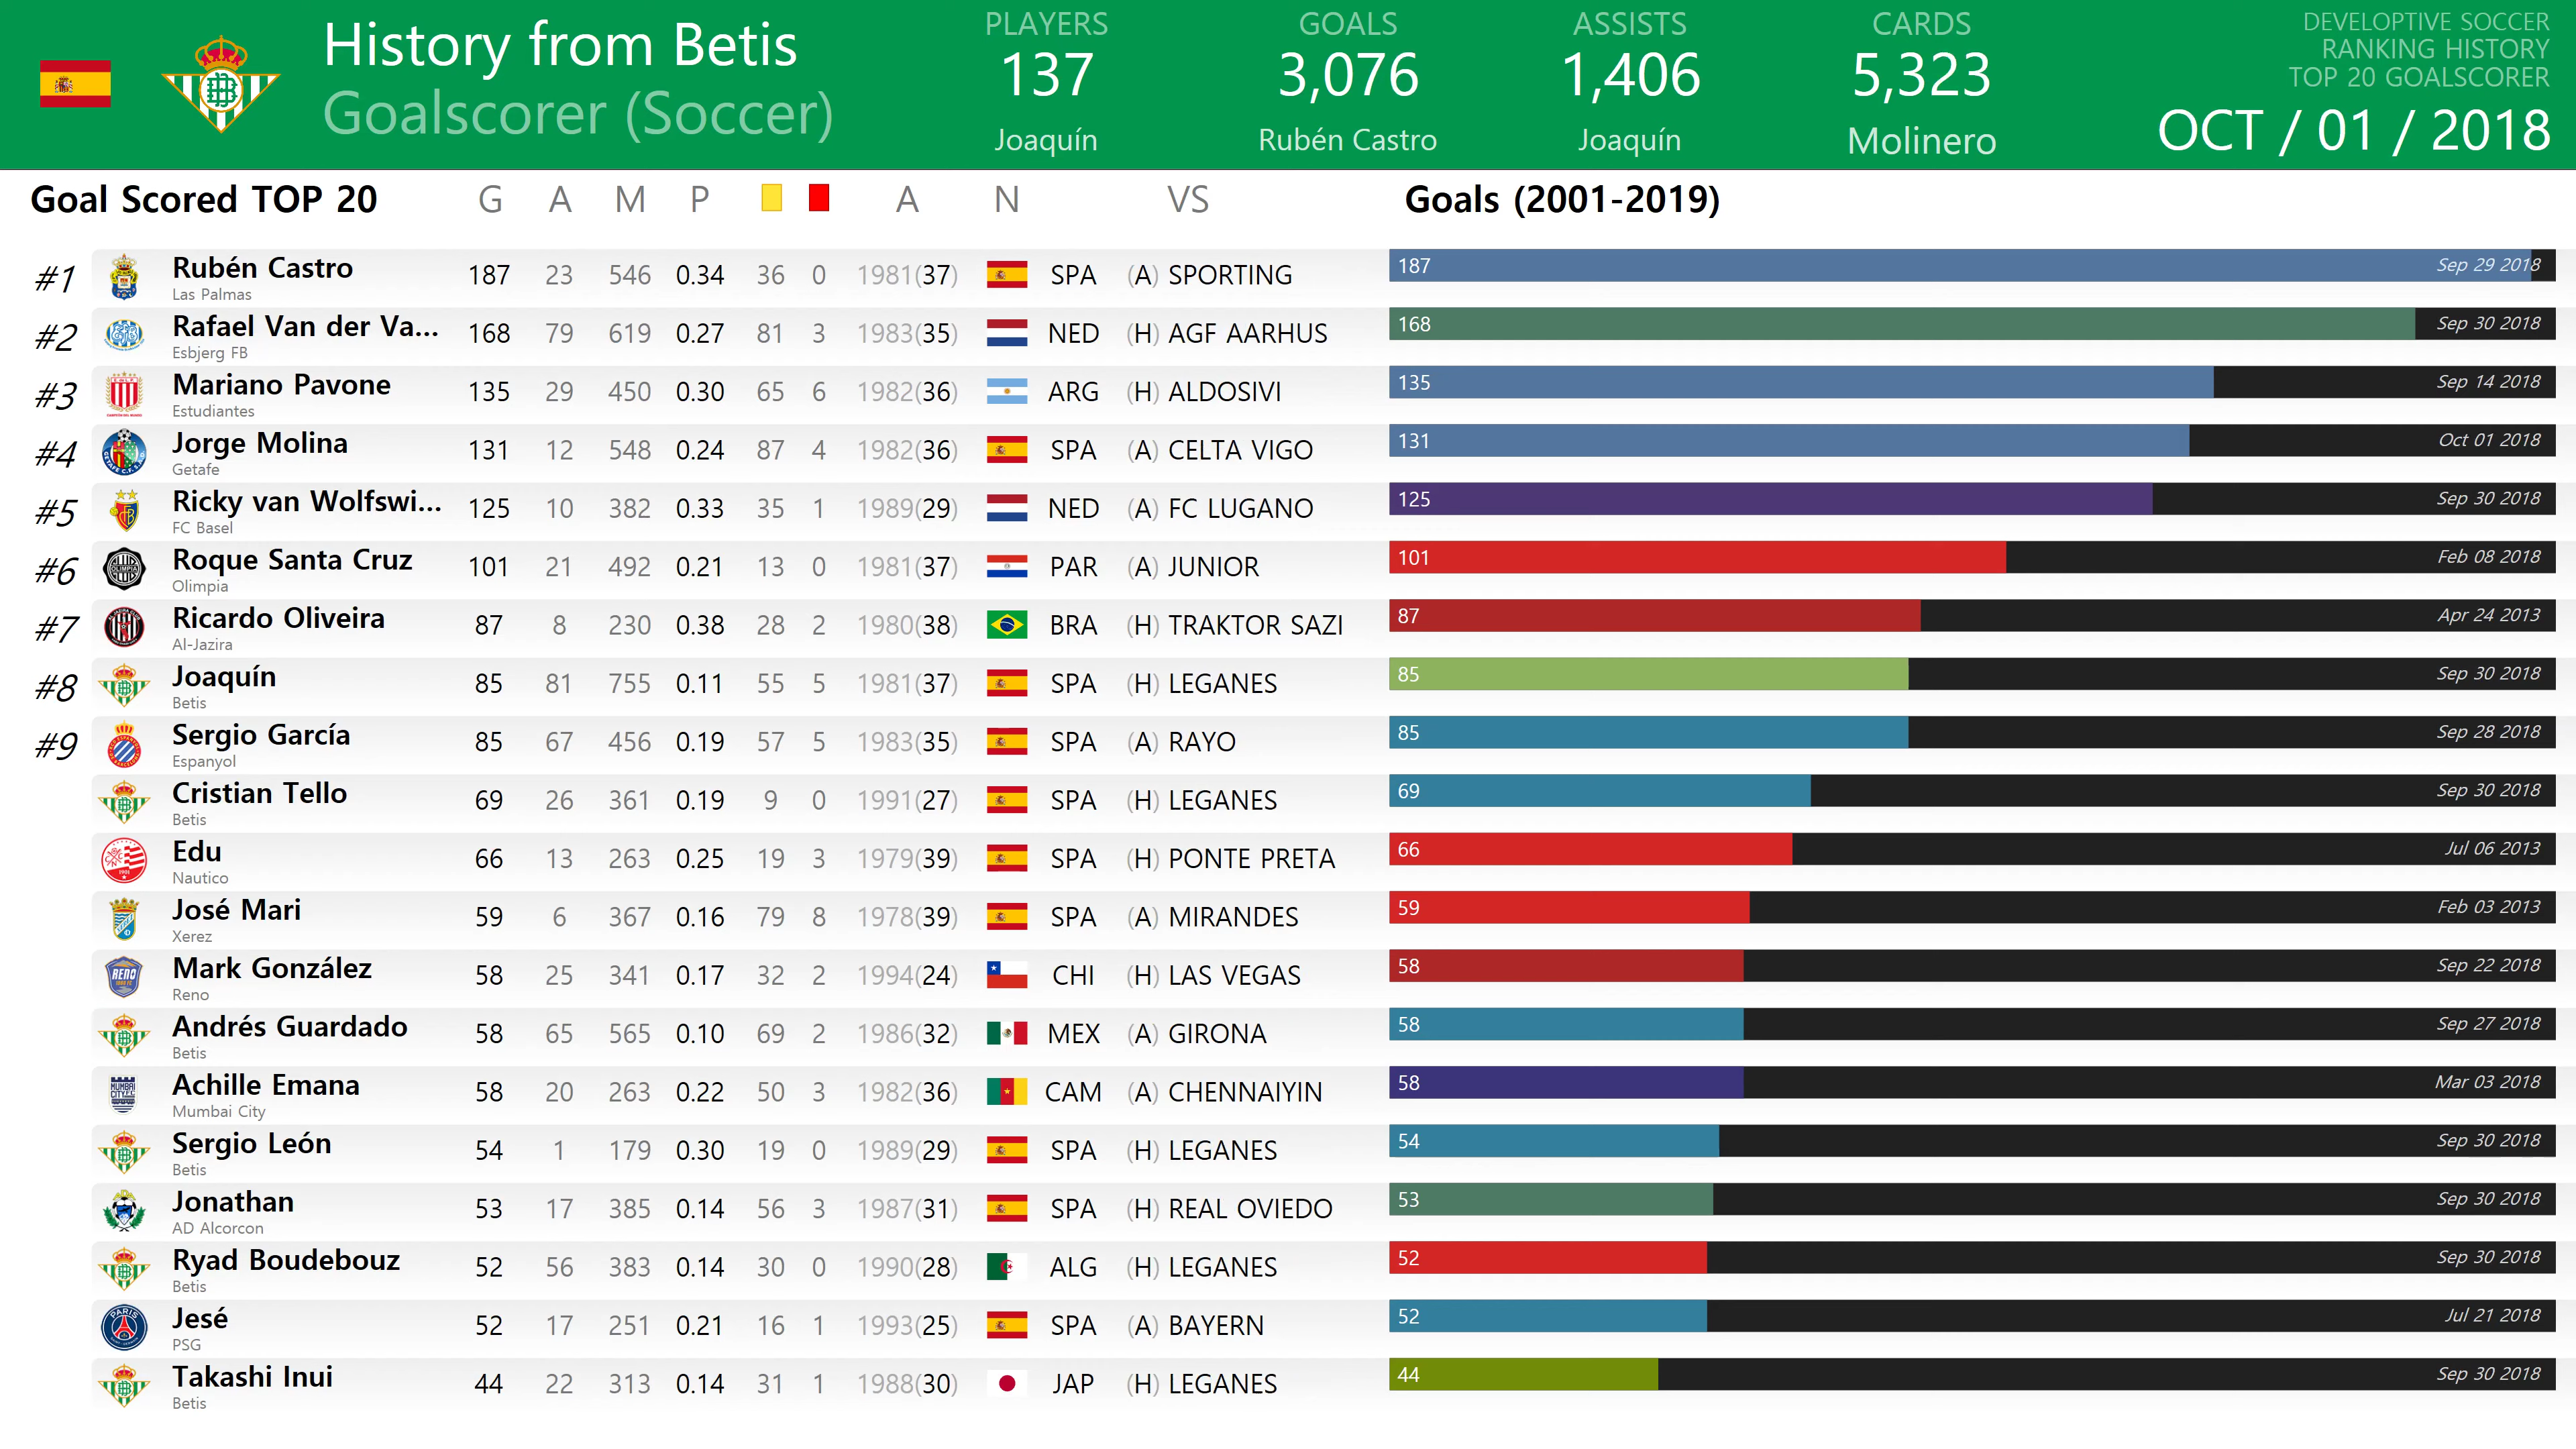 History from Betis
Goalscorer (Soccer)
PLAYERS
137
Joaquín
GOALS
3,076
Rubén Castro
ASSISTS
1,406
Joaquín
CARDS
5,323
Molinero
DEVELOPTIVE SOCCER
RANKING HISTORY
TOP 20 GOALSCORER
OCT / 01 / 2018
Goal Scored TOP 20 G A M P A N VS Goals (2001-2019)
#1 Rubén Castro 187 23 546 0.34 36 0 1981(37) SPA (A) SPORTING 187 Sep 29 2018
Las Palmas
#2 Rafael Van der Va... 168 79 619 0.27 81 3 1983(35) NED (H) AGF AARHUS 168 Sep 30 2018
Esbjerg FB
#3 Mariano Pavone 135 29 450 0.30 65 6 1982(36) ARG (H) ALDOSIVI 135 Sep 14 2018
Estudiantes
#4 Jorge Molina 131 12 548 0.24 87 4 1982(36) SPA (A) CELTA VIGO 131 Oct 01 2018
Getafe
#5 Ricky van Wolfswi... 125 10 382 0.33 35 1 1989(29) NED (A) FC LUGANO 125 Sep 30 2018
FC Basel
#6 Roque Santa Cruz 101 21 492 0.21 13 0 1981(37) PAR (A) JUNIOR 101 Feb 08 2018
Olimpia
#7 Ricardo Oliveira 87 8 230 0.38 28 2 1980(38) BRA (H) TRAKTOR SAZI 87 Apr 24 2013
Al-Jazira
#8 Joaquín 85 81 755 0.11 55 5 1981(37) SPA (H) LEGANES 85 Sep 30 2018
Betis
#9 Sergio García 85 67 456 0.19 57 5 1983(35) SPA (A) RAYO 85 Sep 28 2018
Espanyol
Cristian Tello 69 26 361 0.19 9 0 1991(27) SPA (H) LEGANES 69 Sep 30 2018
Betis
Edu 66 13 263 0.25 19 3 1979(39) SPA (H) PONTE PRETA 66 Jul 06 2013
Nautico
José Mari 59 6 367 0.16 79 8 1978(39) SPA (A) MIRANDES 59 Feb 03 2013
Xerez
Mark González 58 25 341 0.17 32 2 1994(24) CHI (H) LAS VEGAS 58 Sep 22 2018
Reno
Andrés Guardado 58 65 565 0.10 69 2 1986(32) MEX (A) GIRONA 58 Sep 27 2018
Betis
Achille Emana 58 20 263 0.22 50 3 1982(36) CAM (A) CHENNAIYIN 58 Mar 03 2018
Mumbai City
Sergio León 54 1 179 0.30 19 0 1989(29) SPA (H) LEGANES 54 Sep 30 2018
Betis
Jonathan 53 17 385 0.14 56 3 1987(31) SPA (H) REAL OVIEDO 53 Sep 30 2018
AD Alcorcon
Ryad Boudebouz 52 56 383 0.14 30 0 1990(28) ALG (H) LEGANES 52 Sep 30 2018
Betis
Jesé 52 17 251 0.21 16 1 1993(25) SPA (A) BAYERN 52 Jul 21 2018
PSG
Takashi Inui 44 22 313 0.14 31 1 1988(30) JAP (H) LEGANES 44 Sep 30 2018
Betis